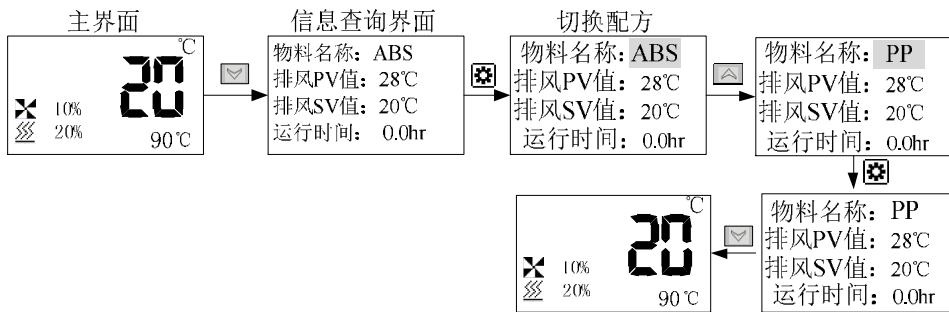 主界面
℃
20
10%
20%
90℃
信息查询界面
物料名称: ABS
排风PV值: 28℃
排风SV值: 20℃
运行时间: 0.0hr
切换配方
物料名称: ABS
排风PV值: 28℃
排风SV值: 20℃
运行时间: 0.0hr
物料名称: PP
排风PV值: 28℃
排风SV值: 20℃
运行时间: 0.0hr
物料名称: PP
排风PV值: 28℃
排风SV值: 20℃
运行时间: 0.0hr
℃
20
10%
20%
90℃